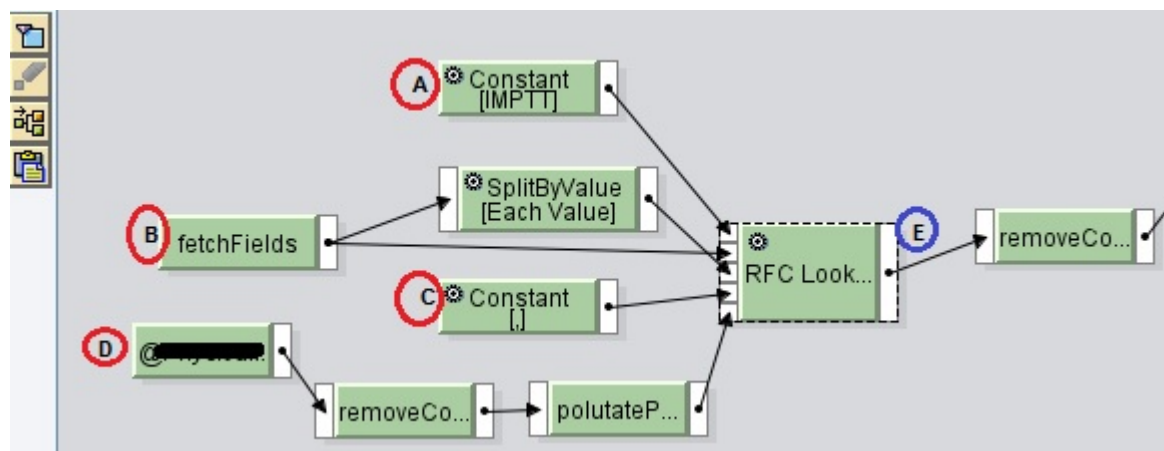 A
Constant
[IMPTT]
SplitByValue
[Each Value]
B
fetchFields
E
removeCo...
RFC Look...
C
Constant
[,]
D
@
removeCo...
polutateP...